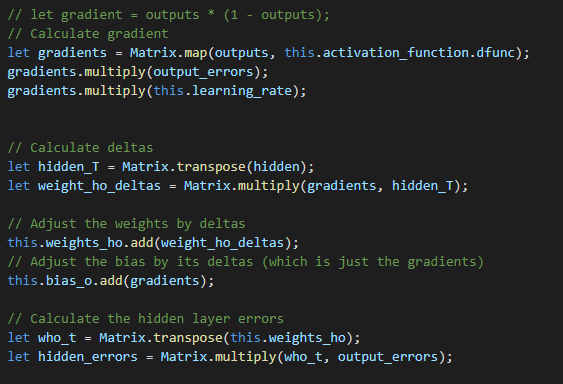 // let gradient = outputs * (1 - outputs);
// Calculate gradient
let gradients = Matrix.map(outputs, this.activation_function.dfunc);
gradients.multiply(output_errors);
gradients.multiply(this.learning_rate);
// Calculate deltas
let hidden_T = Matrix.transpose(hidden);
let weight_ho_deltas = Matrix.multiply(gradients, hidden_T);
// Adjust the weights by deltas
this.weights_ho.add(weight_ho_deltas);
// Adjust the bias by its deltas (which is just the gradients)
this.bias_o.add(gradients);
// Calculate the hidden layer errors
let who_t = Matrix.transpose(this.weights_ho);
let hidden_errors = Matrix.multiply(who_t, output_errors);